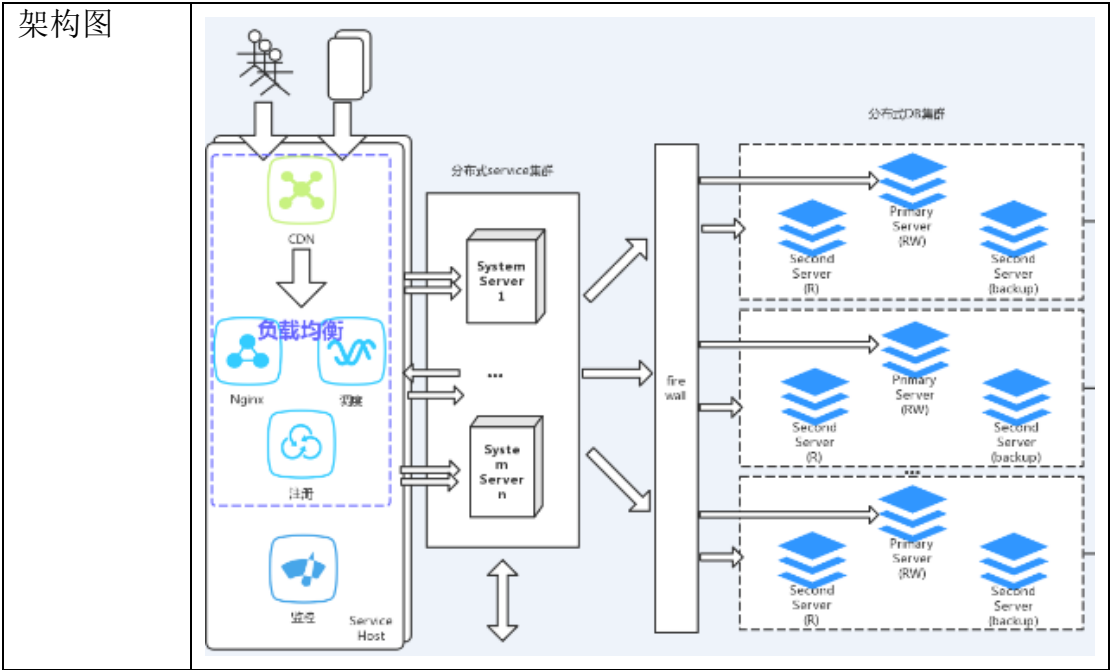 架构图
分布式DB集群
分布式service集群
CDN
负载均衡
Nginx
调度
注册
监控
Service
Host
System
Server
1
...
Syste
m
Server
n
fire
wall
Primary
Server
(RW)
Second
Server
(R)
Second
Server
(backup)
Primary
Server
(RW)
Second
Server
(R)
Second
Server
(backup)
...
Primary
Server
(RW)
Second
Server
(R)
Second
Server
(backup)